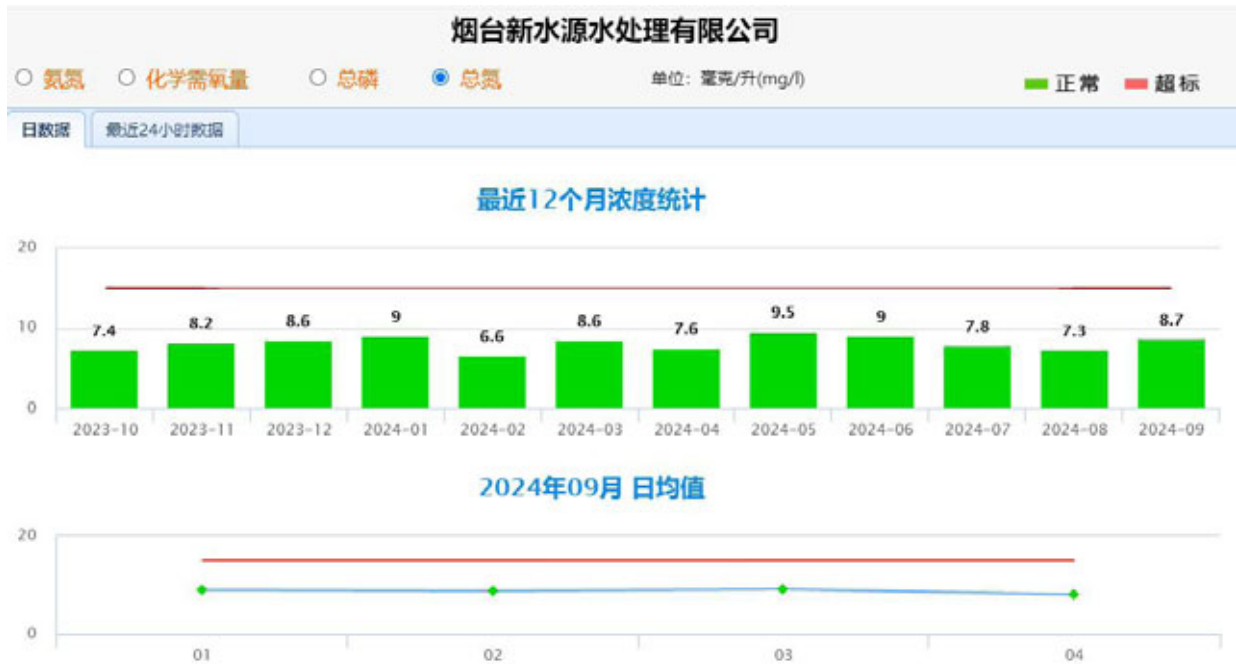 烟台新水源水处理有限公司
氨氮 化学需氧量 总磷 总氮 单位：毫克/升(mg/l) 正常 超标
日数据 最近24小时数据
最近12个月浓度统计
20
10
0
7.4 8.2 8.6 9 6.6 8.6 7.6 9.5 9 7.8 7.3 8.7
2023-10 2023-11 2023-12 2024-01 2024-02 2024-03 2024-04 2024-05 2024-06 2024-07 2024-08 2024-09
2024年09月 日均值
20
0
01 02 03 04